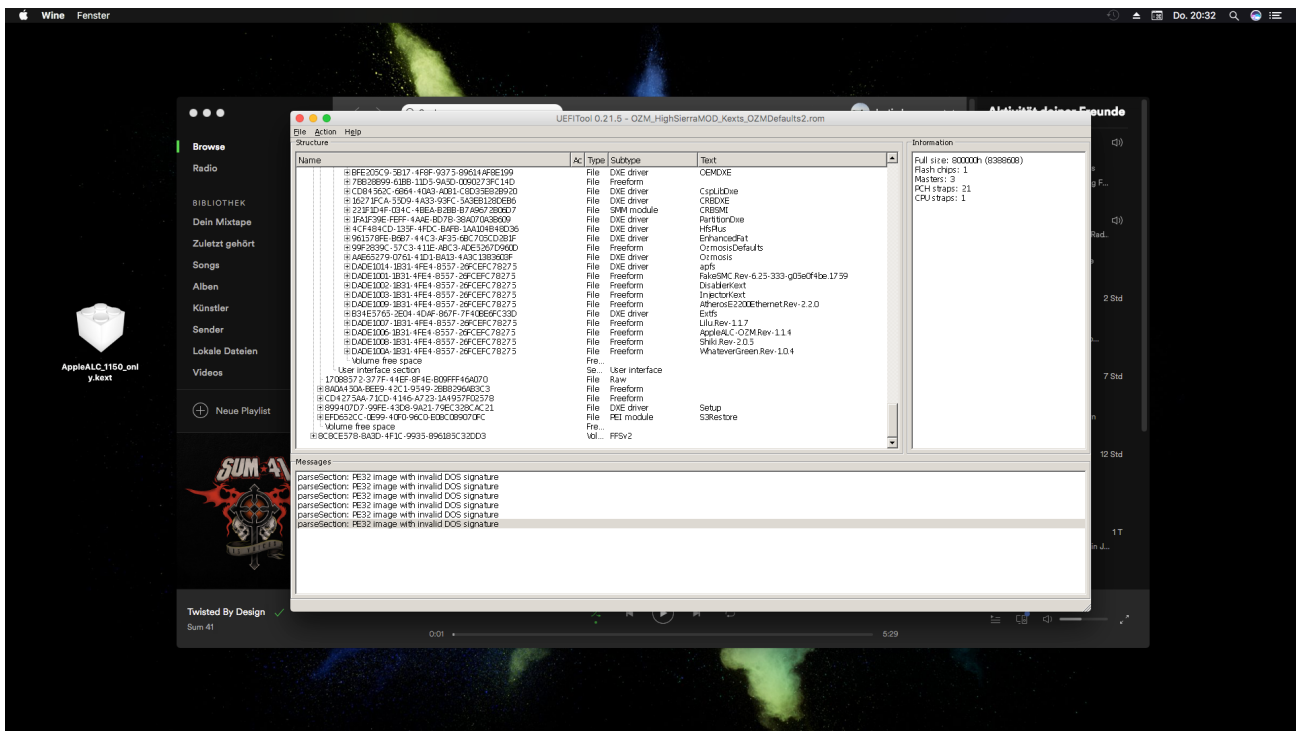 Wine Fenster
Do. 20:32
Aktivität deiner Freunde
Browse
Radio
BIBLIOTHEK
Dein Mixtape
Zuletzt gehört
Songs
Alben
Künstler
Sender
Lokale Dateien
Videos
Neue Playlist
AppleALC_1150_onl
y.kext
SUM 41
Twisted By Design
Sum 41
0:01
5:29
2 Std
7 Std
12 Std
1 T
in J...
UEFITool 0.21.5 - OZM_HighSierraMOD_Kexts_OZMDefaults2.rom
File Action Help
Structure
Name Ac Type Subtype Text
BFE205C9-5B17-4F8F-9375-89614AF8E199 File DXE driver OEMDXE
7BB28B99-61BB-11D5-9A5D-0090273FC14D File Freeform
CD84562C-6864-40A3-A081-C8D35E82B920 File DXE driver CspLibDxe
16271FCA-55D9-4A33-93FC-5A3EB128DEB6 File DXE driver CRBDXE
221F1D4F-034C-4BEA-B2BB-B7A9672B06D7 File SMM module CRBSMI
1FA1F39E-FEFF-4AAE-BD7B-38A070A3B609 File DXE driver PartitionDxe
4CF484CD-135F-4FDC-BAFB-1AA104B48D36 File DXE driver HfsPlus
961578FE-B6B7-44C3-AF35-6BC705CD2B1F File DXE driver EnhancedFat
99F2839C-57C3-411E-ABC3-ADE5267D960D File Freeform OzmosisDefaults
AAE65279-0761-41D1-BA13-4A3C1383603F File DXE driver Ozmosis
DADE1014-1B31-4FE4-8557-26FCEFC78275 File DXE driver apfs
DADE1001-1B31-4FE4-8557-26FCEFC78275 File Freeform FakeSMC.Rev-6.25-333-g05e0f4be.1759
DADE1002-1B31-4FE4-8557-26FCEFC78275 File Freeform DisablerKext
DADE1003-1B31-4FE4-8557-26FCEFC78275 File Freeform InjectorKext
DADE1009-1B31-4FE4-8557-26FCEFC78275 File Freeform AtherosE2200Ethernet.Rev-2.2.0
B34E5765-2E04-4DAF-867F-7F40BE6FC33D File DXE driver Extfs
DADE1007-1B31-4FE4-8557-26FCEFC78275 File Freeform Lilu.Rev-1.1.7
DADE1006-1B31-4FE4-8557-26FCEFC78275 File Freeform AppleALC-OZM.Rev-1.1.4
DADE1008-1B31-4FE4-8557-26FCEFC78275 File Freeform Shiki.Rev-2.0.5
DADE100A-1B31-4FE4-8557-26FCEFC78275 File Freeform WhateverGreen.Rev-1.0.4
Volume free space Fre...
User interface section Se... User interface
17088572-377F-44EF-8F4E-B09FFF46A070 File Raw
8A0A450A-BEE9-42C1-9549-2BB8296AB3C3 File Freeform
CD4275AA-71CD-4146-A723-1A4957F02578 File Freeform
899407D7-99FE-43D8-9A21-79EC328CAC21 File DXE driver Setup
EFD652CC-0E99-40F0-96C0-E08C089070FC File PEI module S3Restore
Volume free space Fre...
8C8CE578-8A3D-4F1C-9935-896185C32DD3 Vol... FFSv2
Information
Full size: 800000h (8388608)
Flash chips: 1
Masters: 3
PCH straps: 21
CPU straps: 1
Messages
parseSection: PE32 image with invalid DOS signature
parseSection: PE32 image with invalid DOS signature
parseSection: PE32 image with invalid DOS signature
parseSection: PE32 image with invalid DOS signature
parseSection: PE32 image with invalid DOS signature
parseSection: PE32 image with invalid DOS signature